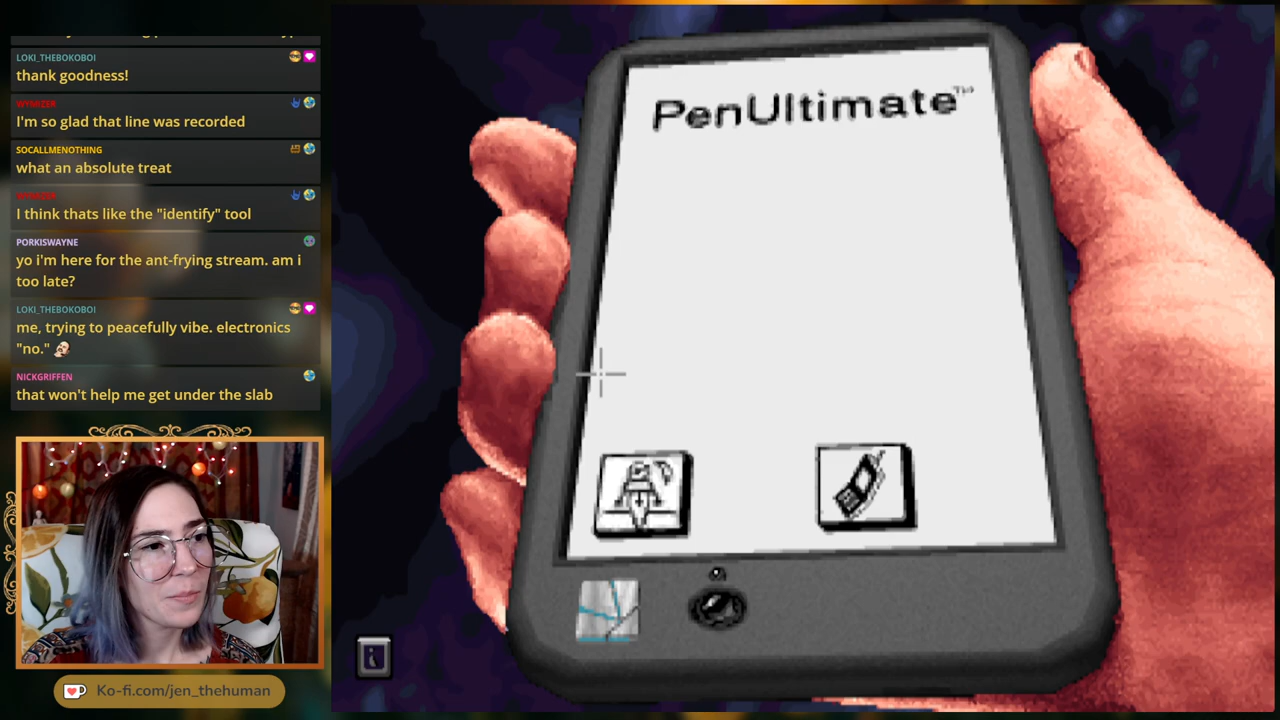 LOKI_THEBOKOBOI
thank goodness!
WYMIZER
I'm so glad that line was recorded
SOCALLMENOTHING
what an absolute treat
WYMIZER
I think thats like the "identify" tool
PORKISWAYNE
yo i'm here for the ant-frying stream. am i
too late?
LOKI_THEBOKOBOI
me, trying to peacefully vibe. electronics
"no."
NICKGRIFFEN
that won't help me get under the slab
Ko-fi.com/jen_thehuman
PenUltimate™